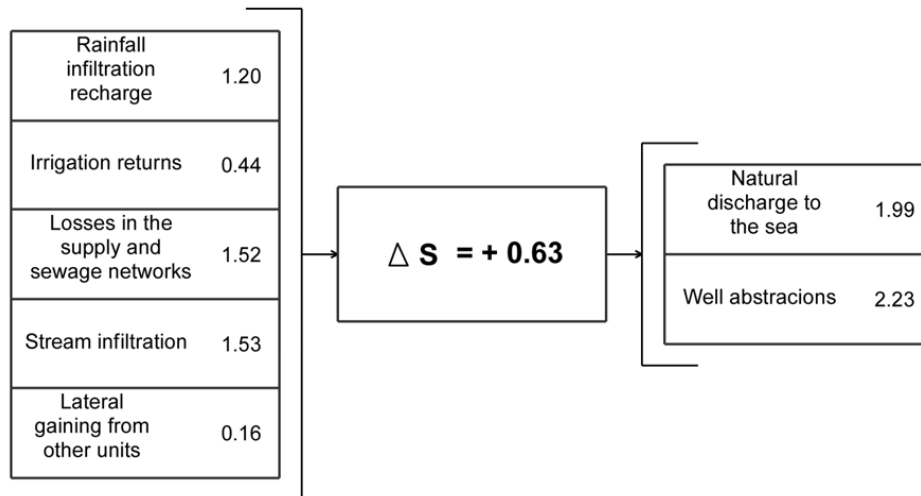 Rainfall
infiltration
recharge
1.20
Irrigation returns
0.44
Losses in the
supply and
sewage networks
1.52
Stream infiltration
1.53
Lateral
gaining from
other units
0.16
△ S = + 0.63
Natural
discharge to
the sea
1.99
Well abstracions
2.23